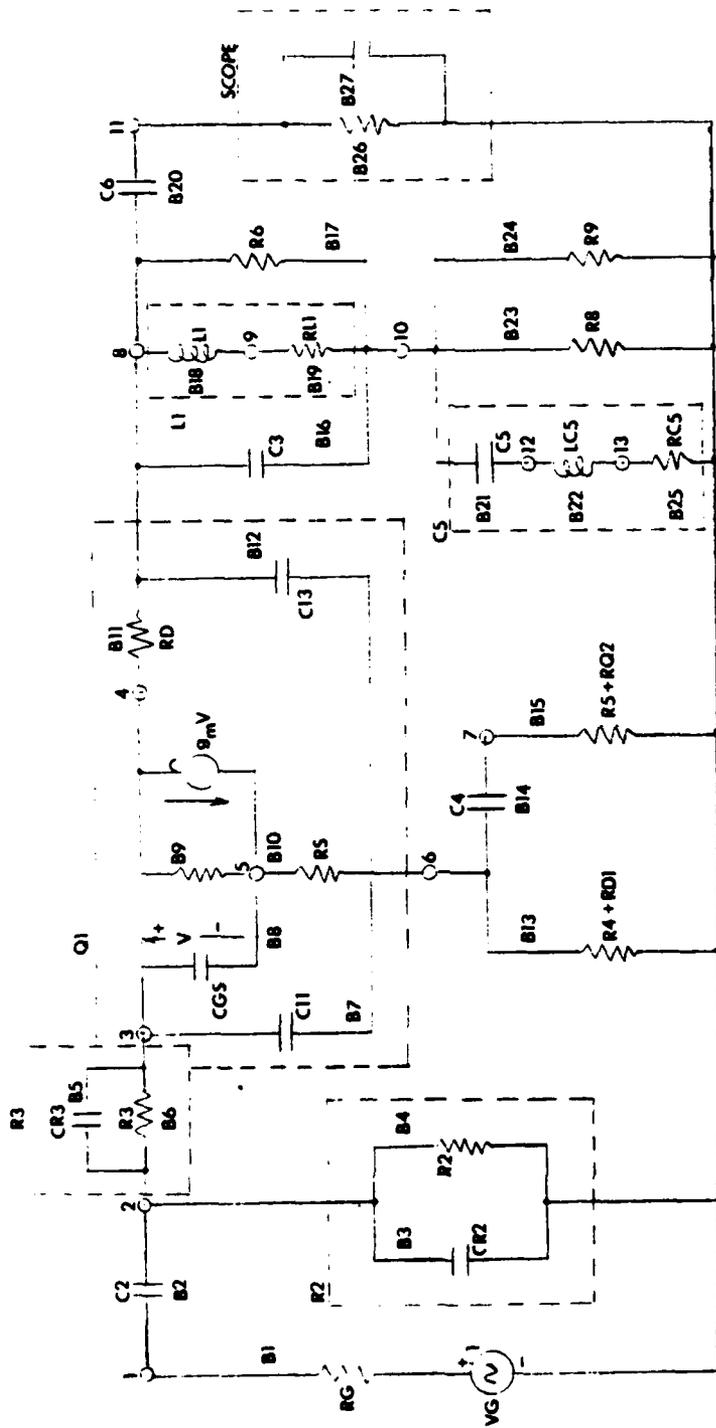 SCOPE
11
C6
B20
B27
B26
R6
B17
B24
R9
8
L1
B18
9
RL1
B19
L1
10
B23
R8
C3
B16
C5
B21
12
LC5
B22
13
RC5
B25
C5
B12
C13
B11
RD
4
gmV
B9
5
B10
R5
6
7
C4
B14
B15
R5+RQ2
B13
R4+RD1
Q1
+
V
-
B8
CGS
C11
B7
3
R3
CR3
B5
R3
B6
2
C2
B2
R2
B3
CR2
B4
R2
1
B1
RG
VG
+
-